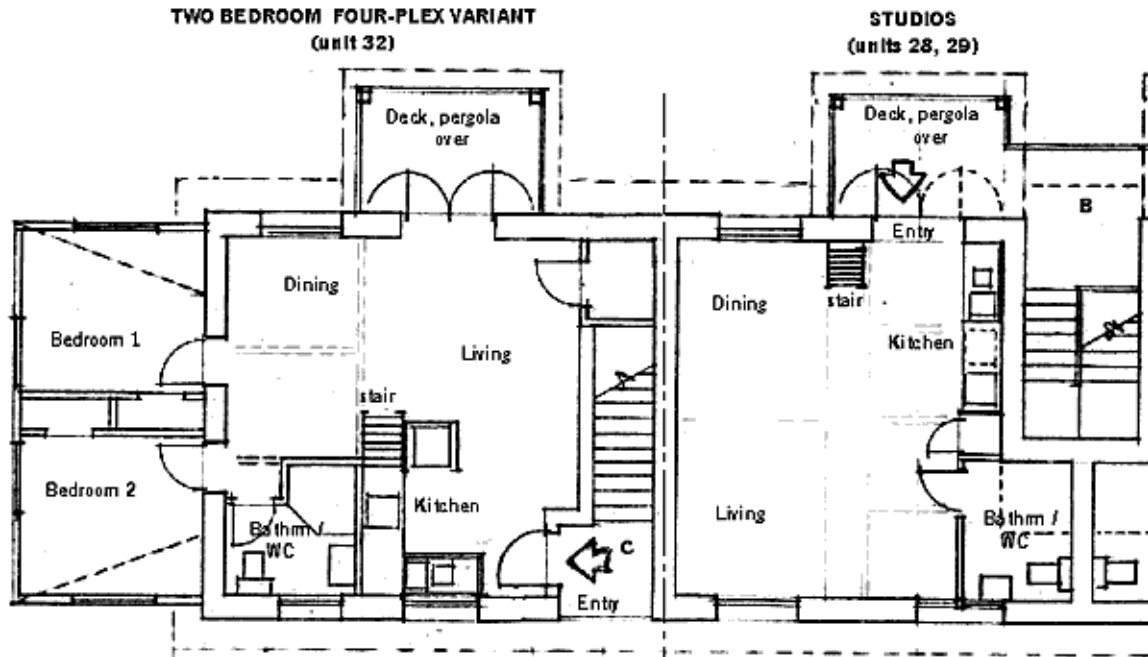 TWO BEDROOM FOUR-PLEX VARIANT
(unit 32)
STUDIOS
(units 28, 29)
Deck, pergola
over
Deck, pergola
over
B
Entry
Dining
stair
Dining
Bedroom 1
Living
Kitchen
stair
Bedroom 2
Kitchen
Living
Bathrm /
WC
C
Bathrm /
WC
Entry